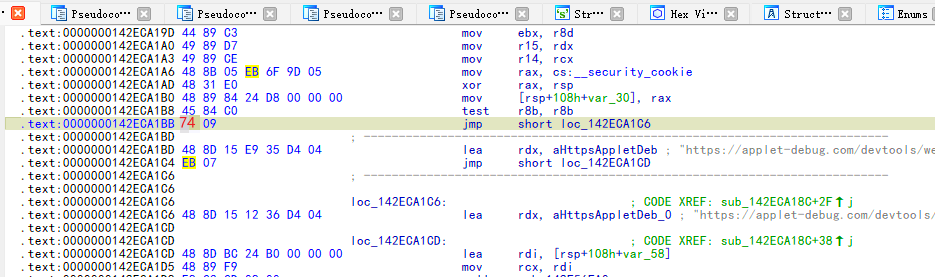 Pseudoco… Pseudoco… Pseudoco… Pseudoco… Str… Hex Vi… Struct… Enums
.text:0000000142ECA19D 44 89 C3 mov ebx, r8d
.text:0000000142ECA1A0 49 89 D7 mov r15, rdx
.text:0000000142ECA1A3 49 89 CE mov r14, rcx
.text:0000000142ECA1A6 48 8B 05 EB 6F 9D 05 mov rax, cs:__security_cookie
.text:0000000142ECA1AD 48 31 E0 xor rax, rsp
.text:0000000142ECA1B0 48 89 84 24 D8 00 00 00 mov [rsp+108h+var_30], rax
.text:0000000142ECA1B8 45 84 C0 test r8b, r8b
.text:0000000142ECA1BB 74 09 jmp short loc_142ECA1C6
.text:0000000142ECA1BD ; ---------------------------------------------------------------------------
.text:0000000142ECA1BD 48 8D 15 E9 35 D4 04 lea rdx, aHttpsAppletDeb ; "https://applet-debug.com/devtools/we
.text:0000000142ECA1C4 EB 07 jmp short loc_142ECA1CD
.text:0000000142ECA1C6 ; ---------------------------------------------------------------------------
.text:0000000142ECA1C6
.text:0000000142ECA1C6 loc_142ECA1C6: ; CODE XREF: sub_142ECA18C+2F↑j
.text:0000000142ECA1C6 48 8D 15 12 36 D4 04 lea rdx, aHttpsAppletDeb_0 ; "https://applet-debug.com/devtools
.text:0000000142ECA1CD
.text:0000000142ECA1CD loc_142ECA1CD: ; CODE XREF: sub_142ECA18C+38↑j
.text:0000000142ECA1CD 48 8D BC 24 B0 00 00 00 lea rdi, [rsp+108h+var_58]
.text:0000000142ECA1D5 48 89 F9 mov rcx, rdi